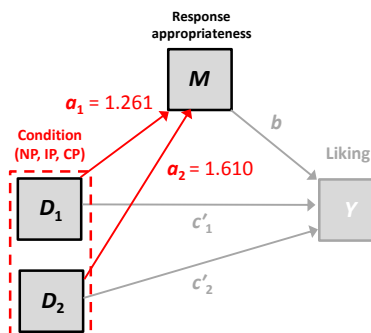 Response
appropriateness
M
a₁ = 1.261
b
Condition
(NP, IP, CP)
a₂ = 1.610
Liking
D₁
c′₁
Y
D₂
c′₂